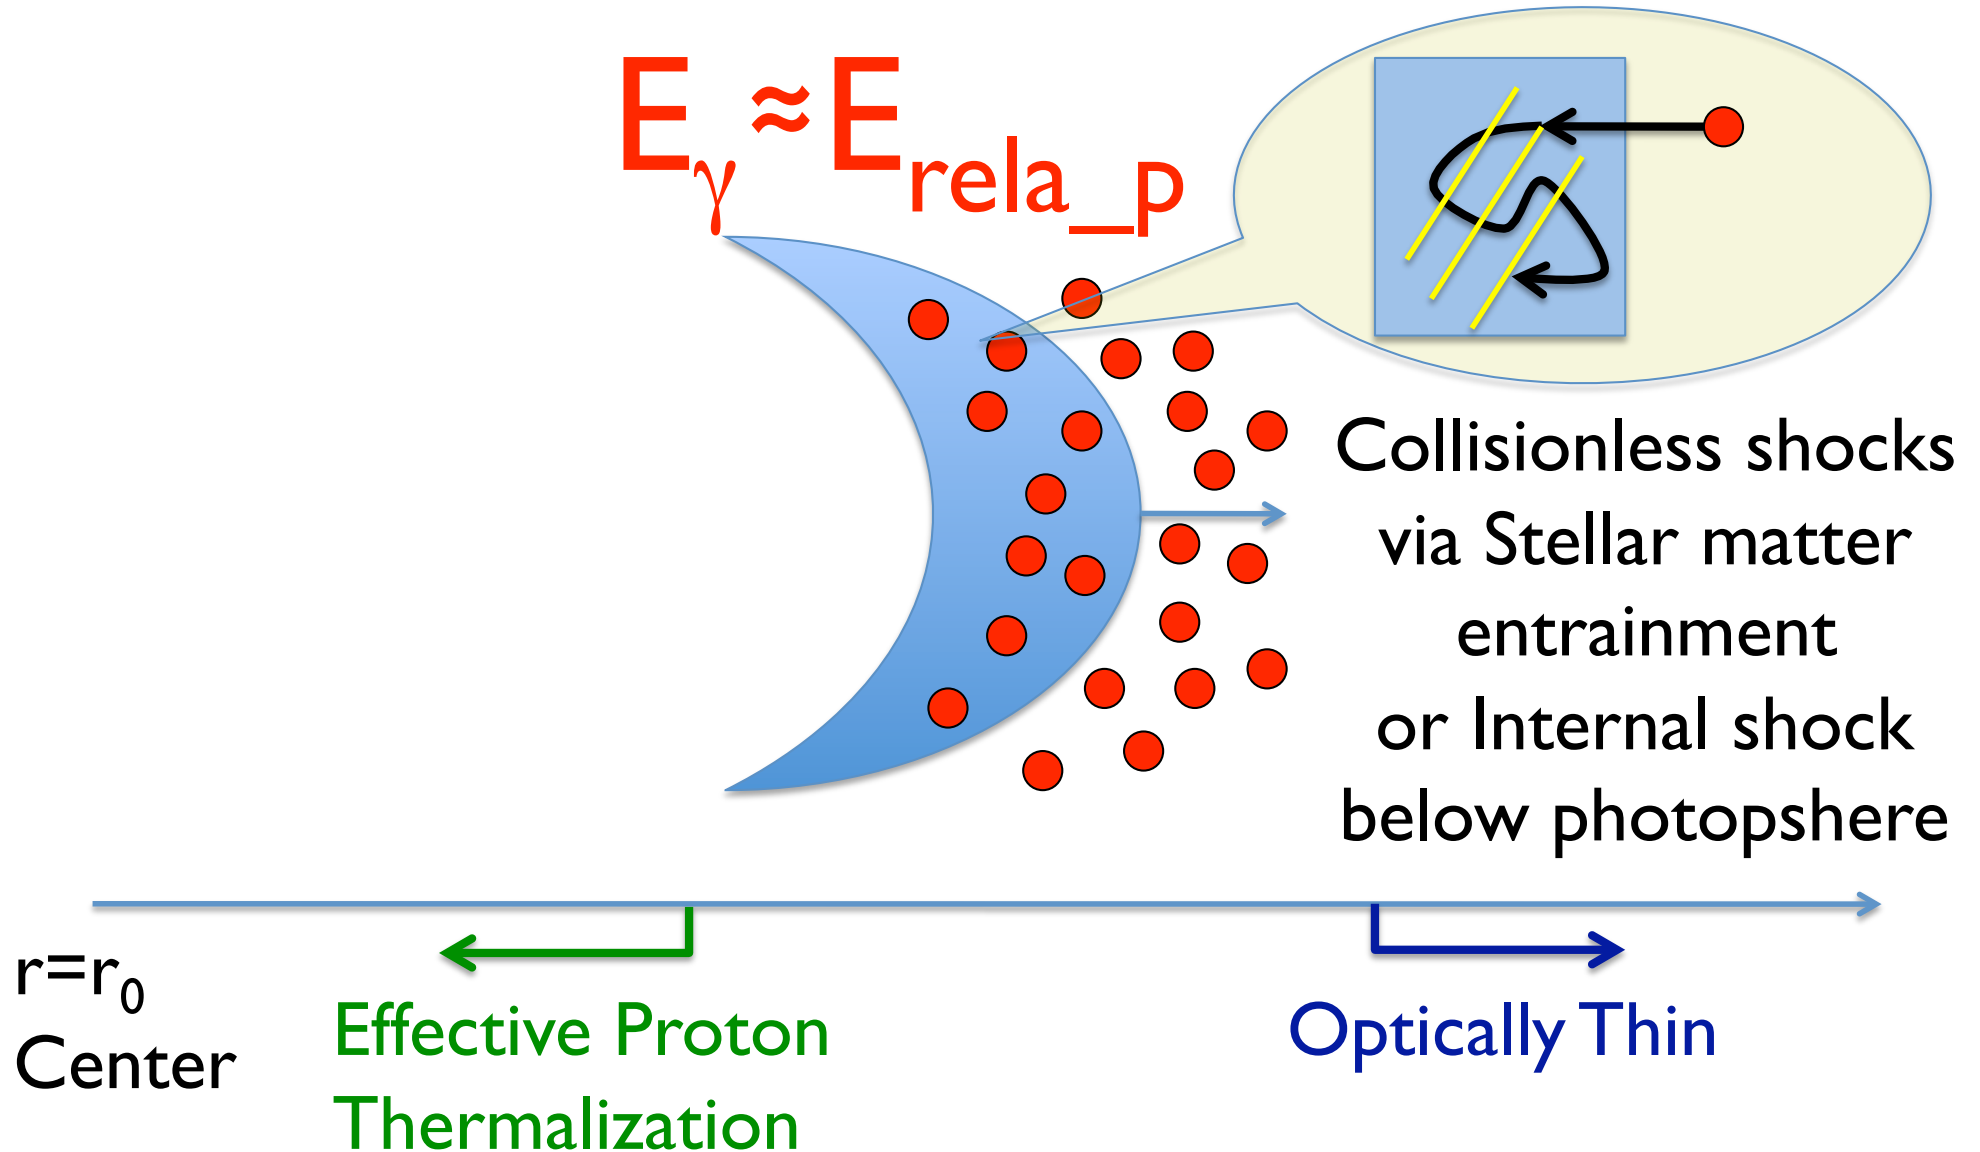 Eγ≈Erela_p
Collisionless shocks
via Stellar matter
entrainment
or Internal shock
below photopshere
r=r0
Center
Effective Proton
Thermalization
Optically Thin